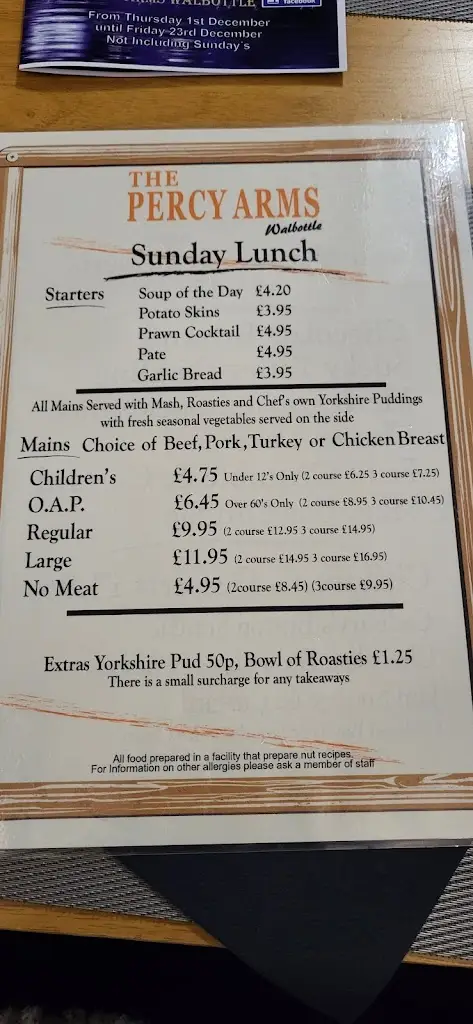 WALBOTTLE
facebook
From Thursday 1st December
until Friday 23rd December
Not Including Sunday's
THE
PERCY ARMS
Walbottle
Sunday Lunch
Starters Soup of the Day £4.20
Potato Skins £3.95
Prawn Cocktail £4.95
Pate £4.95
Garlic Bread £3.95
All Mains Served with Mash, Roasties and Chef's own Yorkshire Puddings
with fresh seasonal vegetables served on the side
Mains Choice of Beef, Pork, Turkey or Chicken Breast
Children's £4.75 Under 12's Only (2 course £6.25 3 course £7.25)
O.A.P. £6.45 Over 60's Only (2 course £8.95 3 course £10.45)
Regular £9.95 (2 course £12.95 3 course £14.95)
Large £11.95 (2 course £14.95 3 course £16.95)
No Meat £4.95 (2course £8.45) (3course £9.95)
Extras Yorkshire Pud 50p, Bowl of Roasties £1.25
There is a small surcharge for any takeaways
All food prepared in a facility that prepare nut recipes.
For Information on other allergies please ask a member of staff